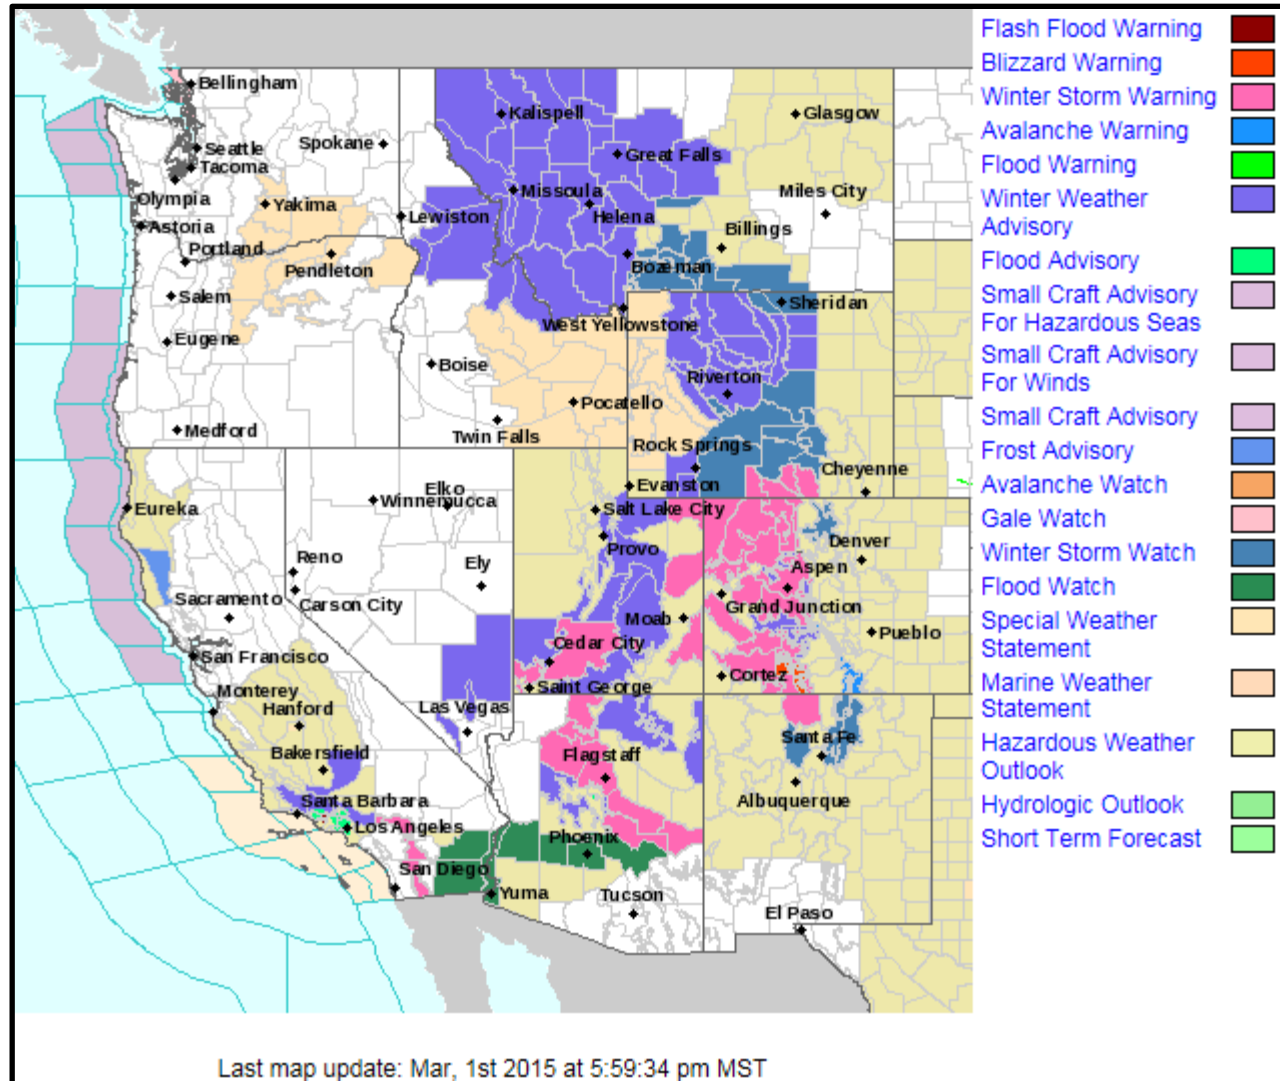 Bellingham
Seattle
Tacoma
Olympia
Spokane
Yakima
Astoria
Portland
Pendleton
Lewiston
Salem
Eugene
Medford
Kalispell
Great Falls
Missoula
Helena
Glasgow
Miles City
Billings
Bozeman
West Yellowstone
Sheridan
Boise
Pocatello
Twin Falls
Riverton
Rock Springs
Cheyenne
Evanston
Eureka
Winnemucca
Elko
Reno
Carson City
Ely
Sacramento
San Francisco
Monterey
Hanford
Bakersfield
Las Vegas
Santa Barbara
Los Angeles
San Diego
Salt Lake City
Provo
Moab
Cedar City
Saint George
Denver
Aspen
Grand Junction
Pueblo
Cortez
Flagstaff
Phoenix
Yuma
Tucson
Santa Fe
Albuquerque
El Paso
Flash Flood Warning
Blizzard Warning
Winter Storm Warning
Avalanche Warning
Flood Warning
Winter Weather
Advisory
Flood Advisory
Small Craft Advisory
For Hazardous Seas
Small Craft Advisory
For Winds
Small Craft Advisory
Frost Advisory
Avalanche Watch
Gale Watch
Winter Storm Watch
Flood Watch
Special Weather
Statement
Marine Weather
Statement
Hazardous Weather
Outlook
Hydrologic Outlook
Short Term Forecast
Last map update: Mar, 1st 2015 at 5:59:34 pm MST